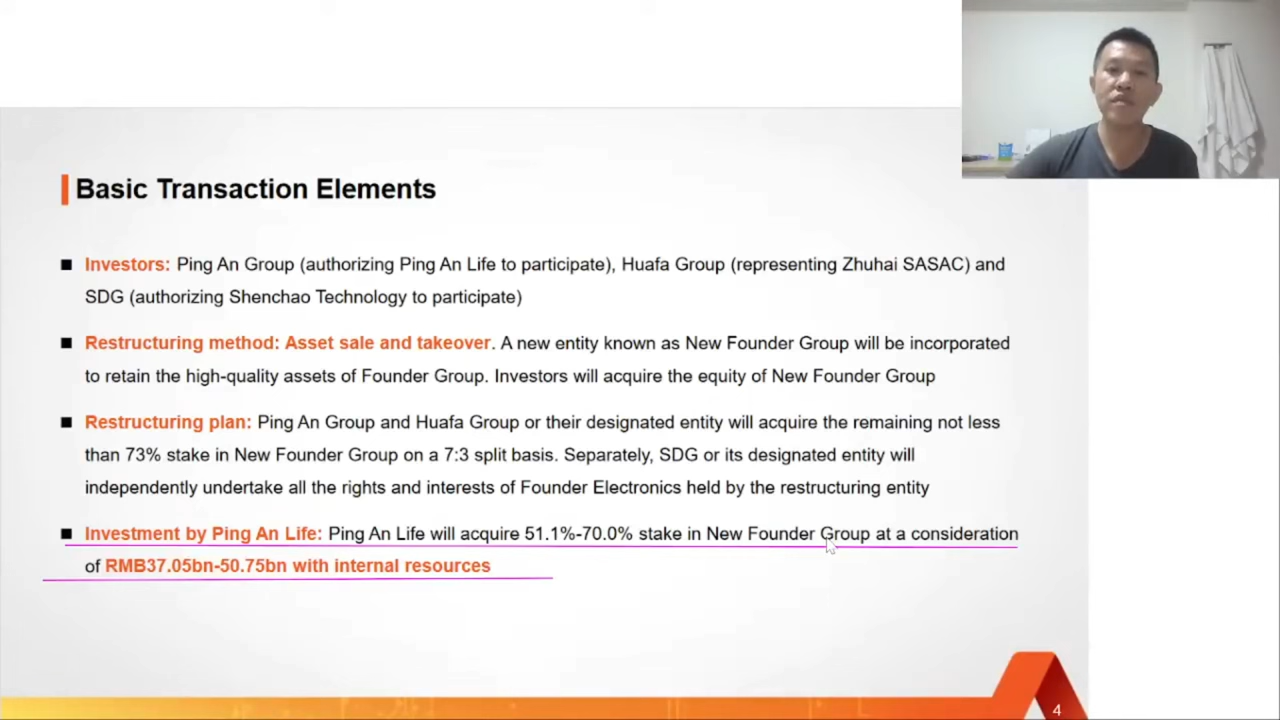 Basic Transaction Elements
Investors: Ping An Group (authorizing Ping An Life to participate), Huafa Group (representing Zhuhai SASAC) and
SDG (authorizing Shenchao Technology to participate)
Restructuring method: Asset sale and takeover. A new entity known as New Founder Group will be incorporated
to retain the high-quality assets of Founder Group. Investors will acquire the equity of New Founder Group
Restructuring plan: Ping An Group and Huafa Group or their designated entity will acquire the remaining not less
than 73% stake in New Founder Group on a 7:3 split basis. Separately, SDG or its designated entity will
independently undertake all the rights and interests of Founder Electronics held by the restructuring entity
Investment by Ping An Life: Ping An Life will acquire 51.1%-70.0% stake in New Founder Group at a consideration
of RMB37.05bn-50.75bn with internal resources
4